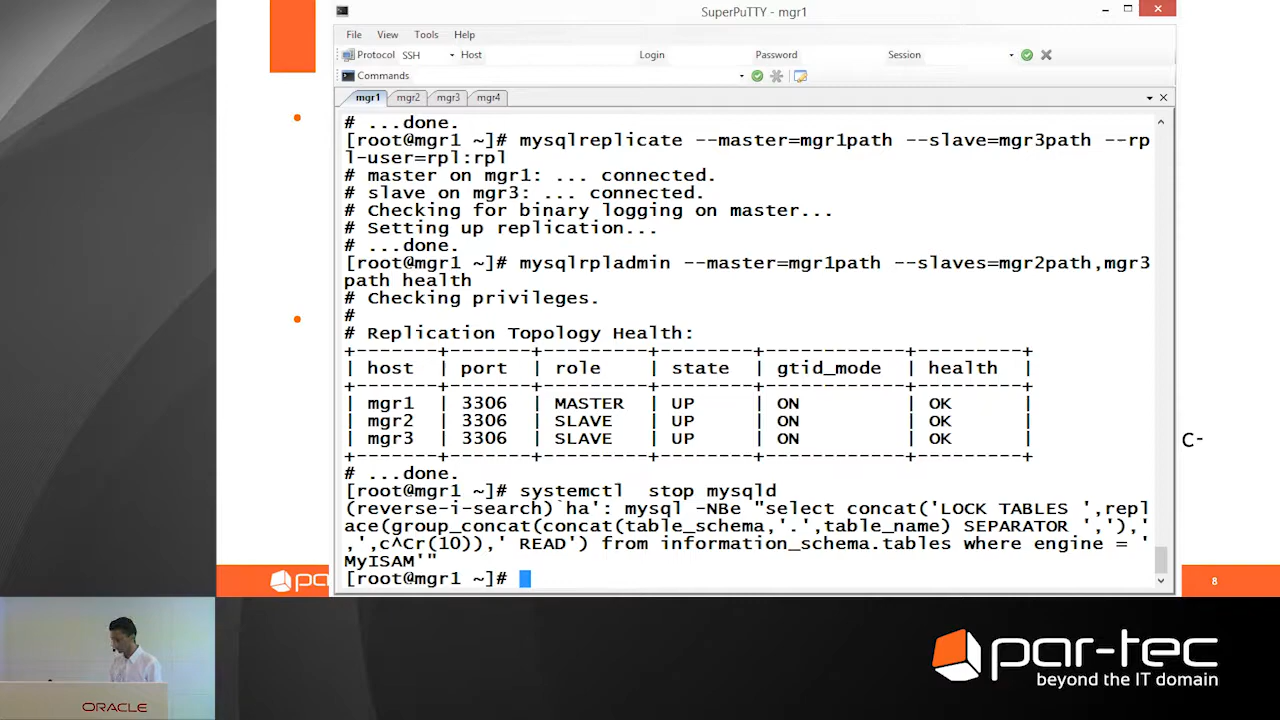 SuperPuTTY - mgr1
File View Tools Help
Protocol SSH Host Login Password Session
Commands
mgr1 mgr2 mgr3 mgr4
# ...done.
[root@mgr1 ~]# mysqlreplicate --master=mgr1path --slave=mgr3path --rp
l-user=rpl:rpl
# master on mgr1: ... connected.
# slave on mgr3: ... connected.
# Checking for binary logging on master...
# Setting up replication...
# ...done.
[root@mgr1 ~]# mysqlrpladmin --master=mgr1path --slaves=mgr2path,mgr3
path health
# Checking privileges.
#
# Replication Topology Health:
+-------+-------+---------+--------+------------+---------+
| host | port | role | state | gtid_mode | health |
+-------+-------+---------+--------+------------+---------+
| mgr1 | 3306 | MASTER | UP | ON | OK |
| mgr2 | 3306 | SLAVE | UP | ON | OK |
| mgr3 | 3306 | SLAVE | UP | ON | OK |
+-------+-------+---------+--------+------------+---------+
# ...done.
[root@mgr1 ~]# systemctl  stop mysqld
(reverse-i-search)`ha': mysql -NBe "select concat('LOCK TABLES ',repl
ace(group_concat(concat(table_schema,'.',table_name) SEPARATOR ','),'
,',c^Cr(10)),' READ') from information_schema.tables where engine = '
MyISAM'"
[root@mgr1 ~]#
c-
pa
8
ORACLE
par-tec
beyond the IT domain